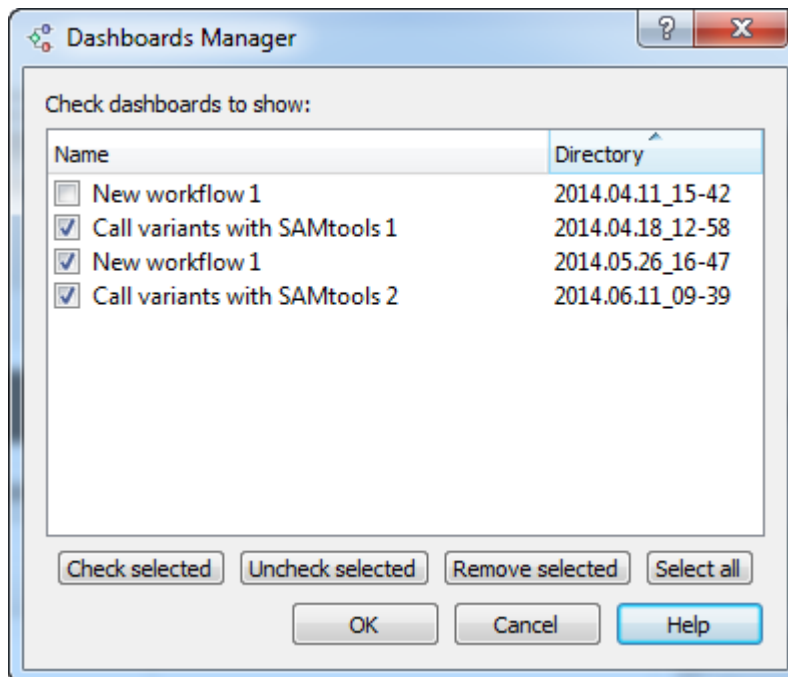 Dashboards Manager
?
X
Check dashboards to show:
Name Directory
New workflow 1 2014.04.11_15-42
Call variants with SAMtools 1 2014.04.18_12-58
New workflow 1 2014.05.26_16-47
Call variants with SAMtools 2 2014.06.11_09-39
Check selected Uncheck selected Remove selected Select all
OK Cancel Help